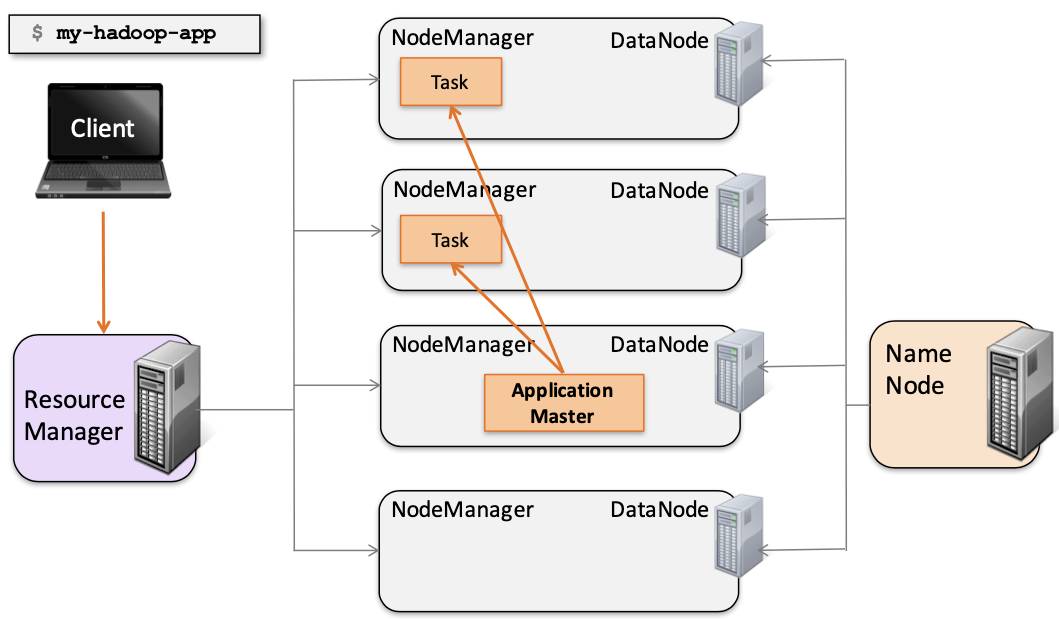 $ my-hadoop-app
Client
Resource
Manager
NodeManager
DataNode
Task
NodeManager
DataNode
Task
NodeManager
DataNode
Application
Master
NodeManager
DataNode
Name
Node